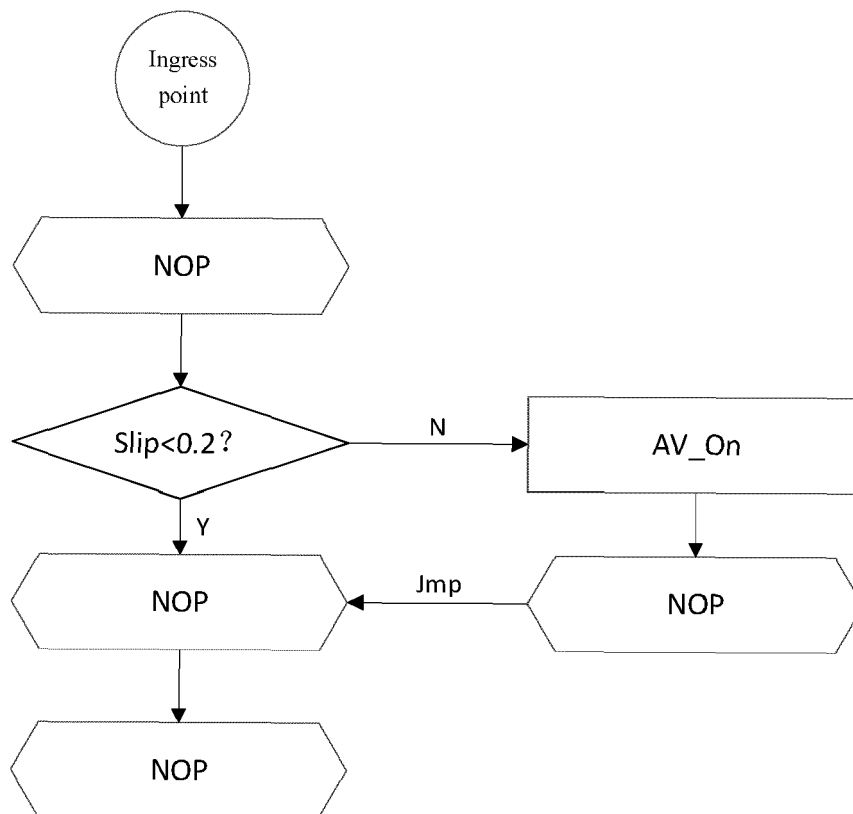 Ingress
point
NOP
Slip<0.2？
N
AV_On
Y
NOP
Jmp
NOP
NOP